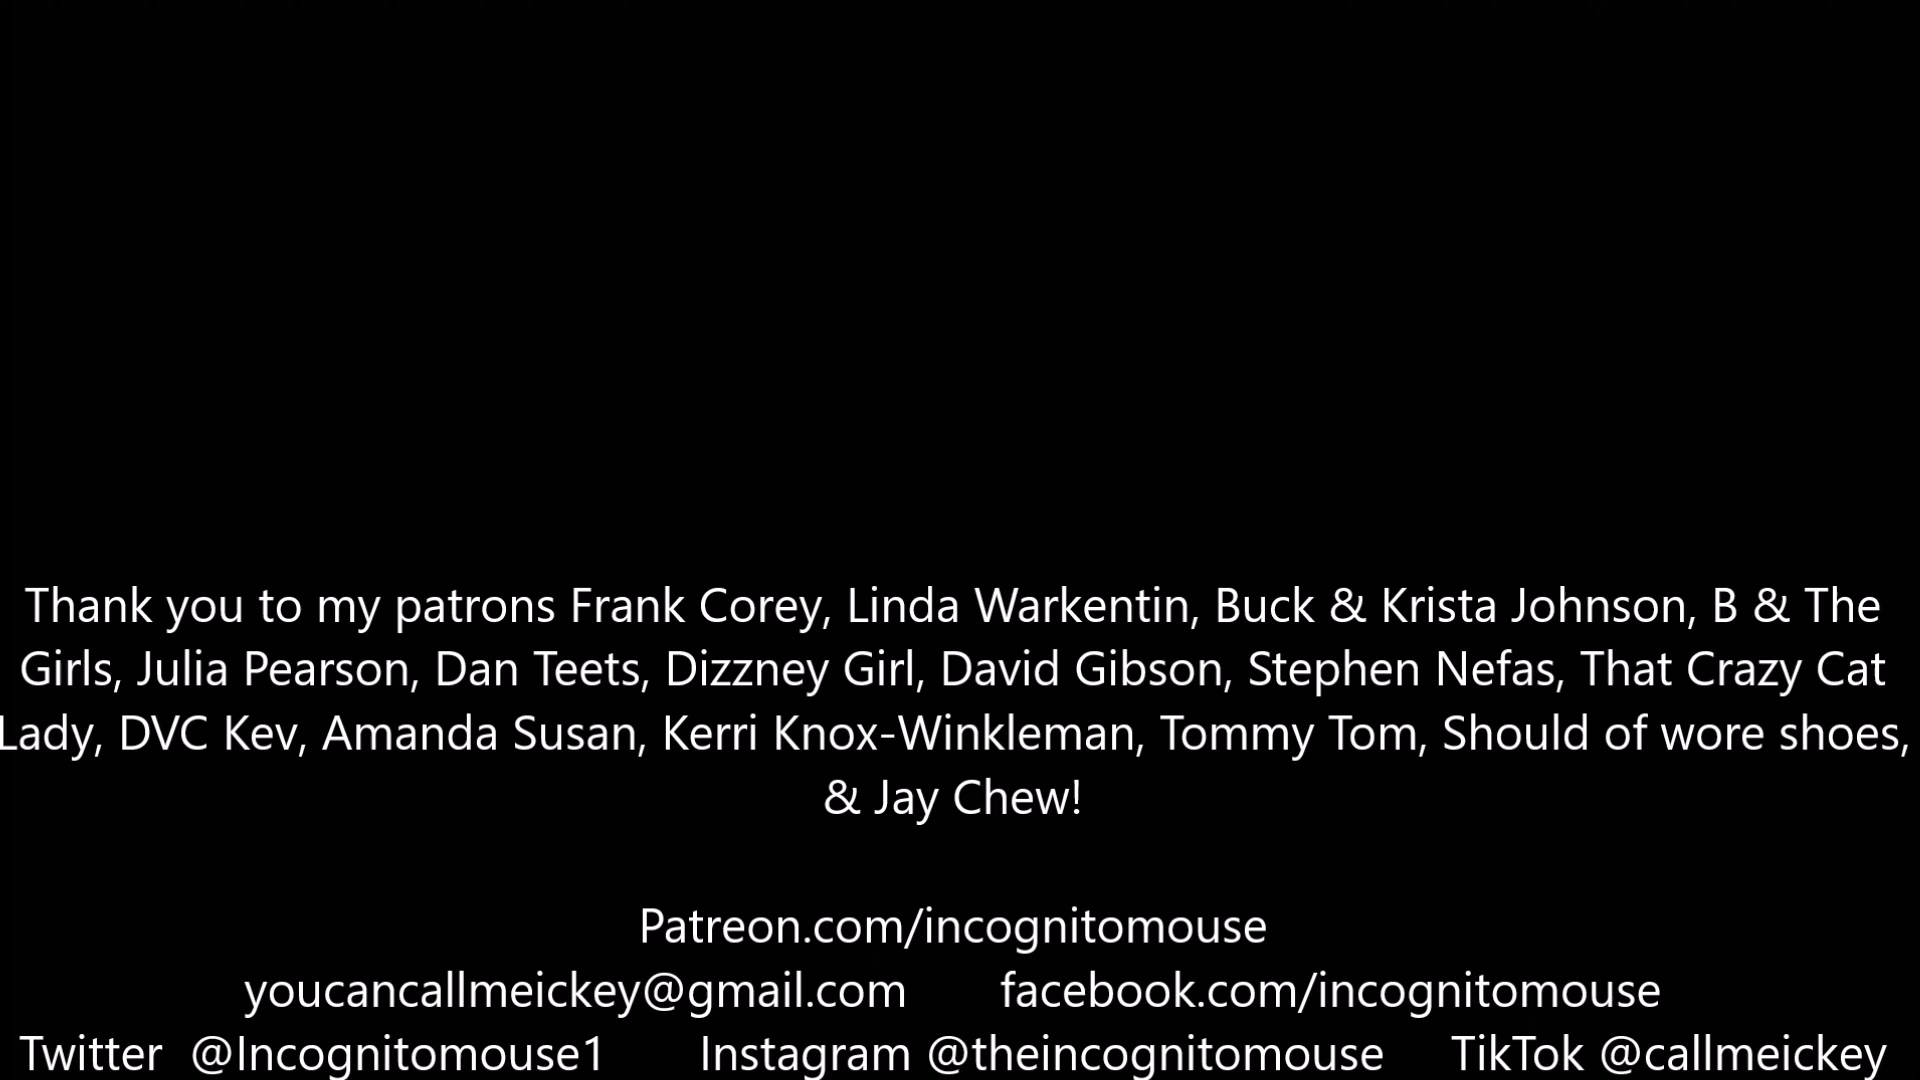 Thank you to my patrons Frank Corey, Linda Warkentin, Buck & Krista Johnson, B & The
Girls, Julia Pearson, Dan Teets, Dizzney Girl, David Gibson, Stephen Nefas, That Crazy Cat
Lady, DVC Kev, Amanda Susan, Kerri Knox-Winkleman, Tommy Tom, Should of wore shoes,
& Jay Chew!
Patreon.com/incognitomouse
youcancallmeickey@gmail.com facebook.com/incognitomouse
Twitter @Incognitomouse1 Instagram @theincognitomouse TikTok @callmeickey